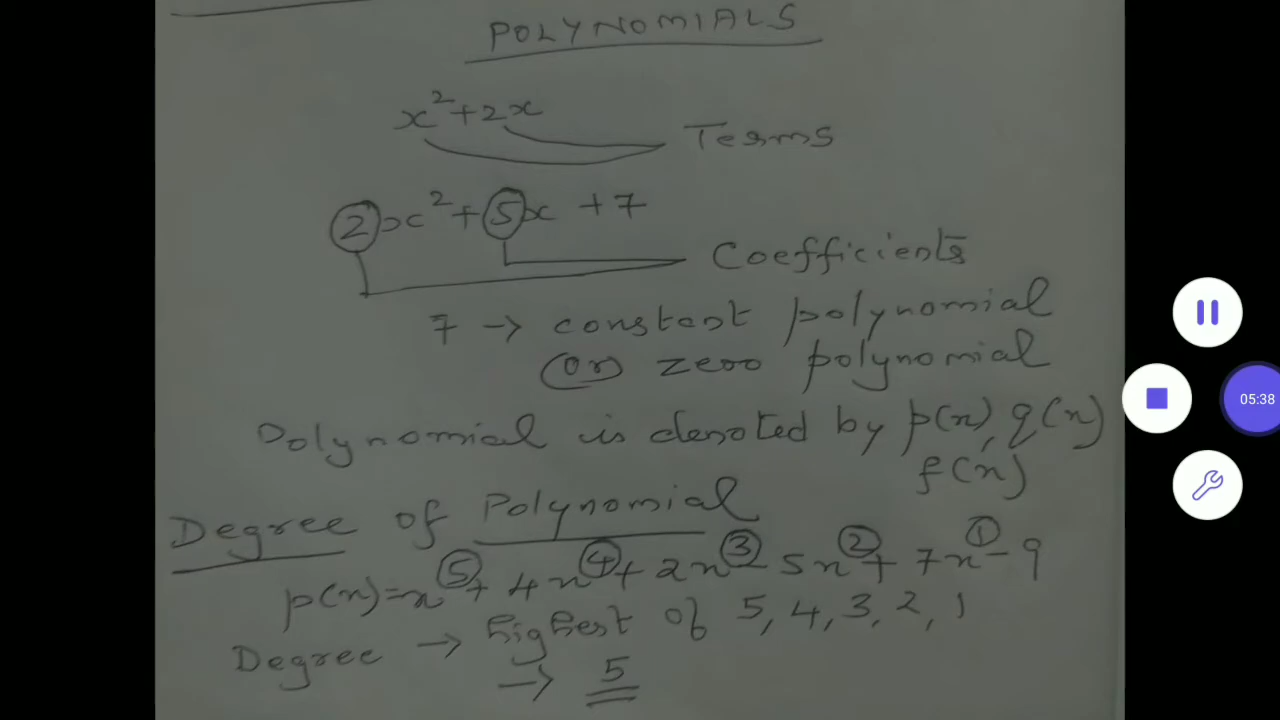 POLYNOMIALS
x²+2x
Terms
2x²+5x+7
Coefficients
7 → constant polynomial
(or) zero polynomial
Polynomial is denoted by p(x), q(x)
f(x)
Degree of Polynomial
p(x)=x⁵+4x⁴+2x³-5x²+7x¹-9
Degree → highest of 5, 4, 3, 2, 1
→ 5
05:38